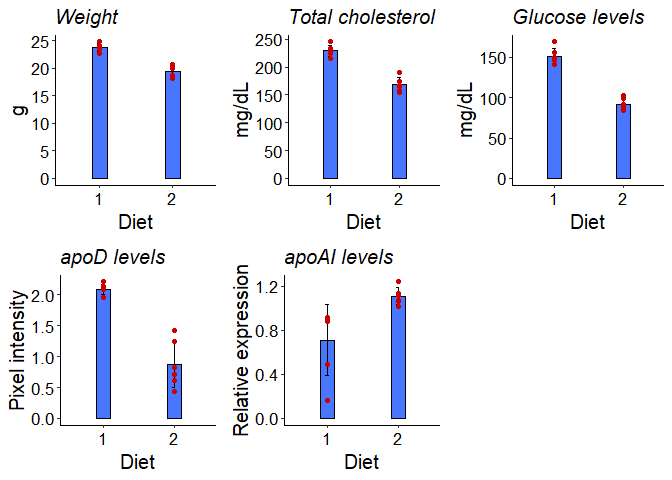 Weight
25
20
15
10
5
0
g
1 2
Diet
Total cholesterol
250
200
150
100
50
0
mg/dL
1 2
Diet
Glucose levels
150
100
50
0
mg/dL
1 2
Diet
apoD levels
2.0
1.5
1.0
0.5
0.0
Pixel intensity
1 2
Diet
apoAI levels
1.2
0.8
0.4
0.0
Relative expression
1 2
Diet